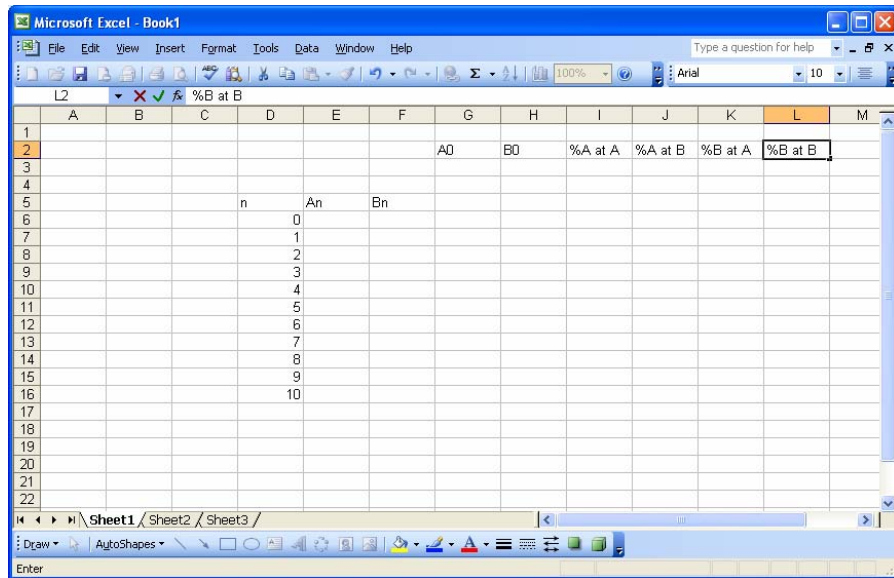 Microsoft Excel - Book1
File Edit View Insert Format Tools Data Window Help Type a question for help
100% Arial 10
L2 fx %B at B
A B C D E F G H I J K L M
1
2 A0 B0 %A at A %A at B %B at A %B at B
3
4
5 n An Bn
6 0
7 1
8 2
9 3
10 4
11 5
12 6
13 7
14 8
15 9
16 10
17
18
19
20
21
22
Sheet1 Sheet2 Sheet3
Draw AutoShapes
Enter